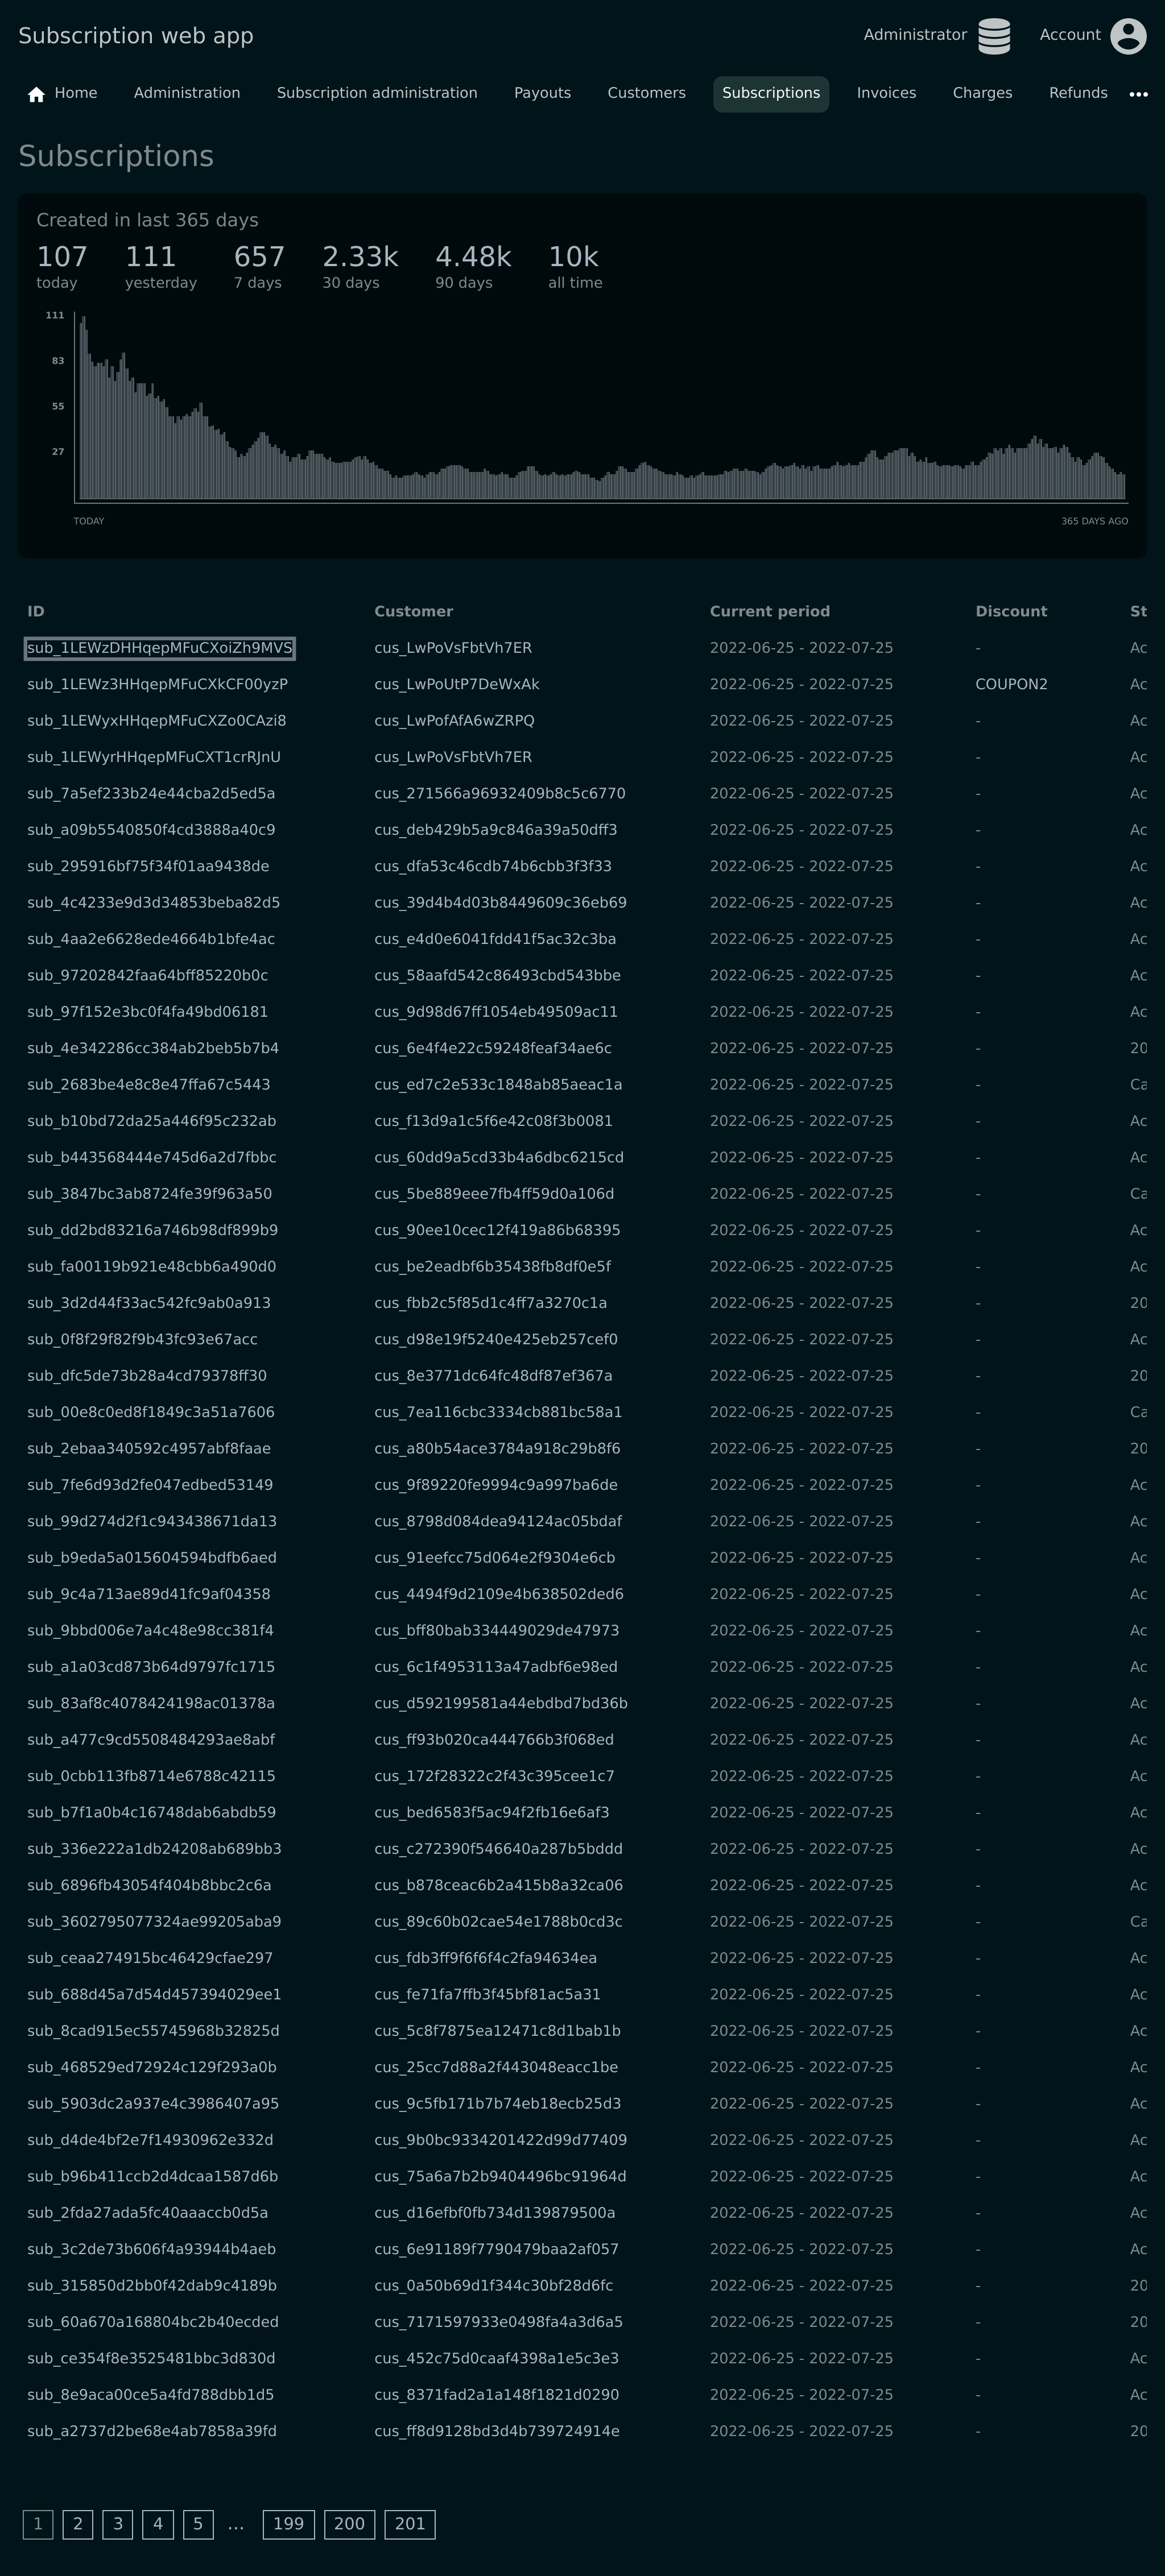 Subscription web app Administrator Account
Home Administration Subscription administration Payouts Customers Subscriptions Invoices Charges Refunds •••
Subscriptions
Created in last 365 days
107 111 657 2.33k 4.48k 10k
today yesterday 7 days 30 days 90 days all time
111
83
55
27
TODAY 365 DAYS AGO
ID Customer Current period Discount St
sub_1LEWzDHHqepMFuCXoiZh9MVS cus_LwPoVsFbtVh7ER 2022-06-25 - 2022-07-25 - Ac
sub_1LEWz3HHqepMFuCXkCF00yzP cus_LwPoUtP7DeWxAk 2022-06-25 - 2022-07-25 COUPON2 Ac
sub_1LEWyxHHqepMFuCXZo0CAzi8 cus_LwPofAfA6wZRPQ 2022-06-25 - 2022-07-25 - Ac
sub_1LEWyrHHqepMFuCXT1crRJnU cus_LwPoVsFbtVh7ER 2022-06-25 - 2022-07-25 - Ac
sub_7a5ef233b24e44cba2d5ed5a cus_271566a96932409b8c5c6770 2022-06-25 - 2022-07-25 - Ac
sub_a09b5540850f4cd3888a40c9 cus_deb429b5a9c846a39a50dff3 2022-06-25 - 2022-07-25 - Ac
sub_295916bf75f34f01aa9438de cus_dfa53c46cdb74b6cbb3f3f33 2022-06-25 - 2022-07-25 - Ac
sub_4c4233e9d3d34853beba82d5 cus_39d4b4d03b8449609c36eb69 2022-06-25 - 2022-07-25 - Ac
sub_4aa2e6628ede4664b1bfe4ac cus_e4d0e6041fdd41f5ac32c3ba 2022-06-25 - 2022-07-25 - Ac
sub_97202842faa64bff85220b0c cus_58aafd542c86493cbd543bbe 2022-06-25 - 2022-07-25 - Ac
sub_97f152e3bc0f4fa49bd06181 cus_9d98d67ff1054eb49509ac11 2022-06-25 - 2022-07-25 - Ac
sub_4e342286cc384ab2beb5b7b4 cus_6e4f4e22c59248feaf34ae6c 2022-06-25 - 2022-07-25 - 20
sub_2683be4e8c8e47ffa67c5443 cus_ed7c2e533c1848ab85aeac1a 2022-06-25 - 2022-07-25 - Ca
sub_b10bd72da25a446f95c232ab cus_f13d9a1c5f6e42c08f3b0081 2022-06-25 - 2022-07-25 - Ac
sub_b443568444e745d6a2d7fbbc cus_60dd9a5cd33b4a6dbc6215cd 2022-06-25 - 2022-07-25 - Ac
sub_3847bc3ab8724fe39f963a50 cus_5be889eee7fb4ff59d0a106d 2022-06-25 - 2022-07-25 - Ca
sub_dd2bd83216a746b98df899b9 cus_90ee10cec12f419a86b68395 2022-06-25 - 2022-07-25 - Ac
sub_fa00119b921e48cbb6a490d0 cus_be2eadbf6b35438fb8df0e5f 2022-06-25 - 2022-07-25 - Ac
sub_3d2d44f33ac542fc9ab0a913 cus_fbb2c5f85d1c4ff7a3270c1a 2022-06-25 - 2022-07-25 - 20
sub_0f8f29f82f9b43fc93e67acc cus_d98e19f5240e425eb257cef0 2022-06-25 - 2022-07-25 - Ac
sub_dfc5de73b28a4cd79378ff30 cus_8e3771dc64fc48df87ef367a 2022-06-25 - 2022-07-25 - 20
sub_00e8c0ed8f1849c3a51a7606 cus_7ea116cbc3334cb881bc58a1 2022-06-25 - 2022-07-25 - Ca
sub_2ebaa340592c4957abf8faae cus_a80b54ace3784a918c29b8f6 2022-06-25 - 2022-07-25 - 20
sub_7fe6d93d2fe047edbed53149 cus_9f89220fe9994c9a997ba6de 2022-06-25 - 2022-07-25 - Ac
sub_99d274d2f1c943438671da13 cus_8798d084dea94124ac05bdaf 2022-06-25 - 2022-07-25 - Ac
sub_b9eda5a015604594bdfb6aed cus_91eefcc75d064e2f9304e6cb 2022-06-25 - 2022-07-25 - Ac
sub_9c4a713ae89d41fc9af04358 cus_4494f9d2109e4b638502ded6 2022-06-25 - 2022-07-25 - Ac
sub_9bbd006e7a4c48e98cc381f4 cus_bff80bab334449029de47973 2022-06-25 - 2022-07-25 - Ac
sub_a1a03cd873b64d9797fc1715 cus_6c1f4953113a47adbf6e98ed 2022-06-25 - 2022-07-25 - Ac
sub_83af8c4078424198ac01378a cus_d592199581a44ebdbd7bd36b 2022-06-25 - 2022-07-25 - Ac
sub_a477c9cd5508484293ae8abf cus_ff93b020ca444766b3f068ed 2022-06-25 - 2022-07-25 - Ac
sub_0cbb113fb8714e6788c42115 cus_172f28322c2f43c395cee1c7 2022-06-25 - 2022-07-25 - Ac
sub_b7f1a0b4c16748dab6abdb59 cus_bed6583f5ac94f2fb16e6af3 2022-06-25 - 2022-07-25 - Ac
sub_336e222a1db24208ab689bb3 cus_c272390f546640a287b5bddd 2022-06-25 - 2022-07-25 - Ac
sub_6896fb43054f404b8bbc2c6a cus_b878ceac6b2a415b8a32ca06 2022-06-25 - 2022-07-25 - Ac
sub_3602795077324ae99205aba9 cus_89c60b02cae54e1788b0cd3c 2022-06-25 - 2022-07-25 - Ca
sub_ceaa274915bc46429cfae297 cus_fdb3ff9f6f6f4c2fa94634ea 2022-06-25 - 2022-07-25 - Ac
sub_688d45a7d54d457394029ee1 cus_fe71fa7ffb3f45bf81ac5a31 2022-06-25 - 2022-07-25 - Ac
sub_8cad915ec55745968b32825d cus_5c8f7875ea12471c8d1bab1b 2022-06-25 - 2022-07-25 - Ac
sub_468529ed72924c129f293a0b cus_25cc7d88a2f443048eacc1be 2022-06-25 - 2022-07-25 - Ac
sub_5903dc2a937e4c3986407a95 cus_9c5fb171b7b74eb18ecb25d3 2022-06-25 - 2022-07-25 - Ac
sub_d4de4bf2e7f14930962e332d cus_9b0bc9334201422d99d77409 2022-06-25 - 2022-07-25 - Ac
sub_b96b411ccb2d4dcaa1587d6b cus_75a6a7b2b9404496bc91964d 2022-06-25 - 2022-07-25 - Ac
sub_2fda27ada5fc40aaaccb0d5a cus_d16efbf0fb734d139879500a 2022-06-25 - 2022-07-25 - Ac
sub_3c2de73b606f4a93944b4aeb cus_6e91189f7790479baa2af057 2022-06-25 - 2022-07-25 - Ac
sub_315850d2bb0f42dab9c4189b cus_0a50b69d1f344c30bf28d6fc 2022-06-25 - 2022-07-25 - 20
sub_60a670a168804bc2b40ecded cus_7171597933e0498fa4a3d6a5 2022-06-25 - 2022-07-25 - 20
sub_ce354f8e3525481bbc3d830d cus_452c75d0caaf4398a1e5c3e3 2022-06-25 - 2022-07-25 - Ac
sub_8e9aca00ce5a4fd788dbb1d5 cus_8371fad2a1a148f1821d0290 2022-06-25 - 2022-07-25 - Ac
sub_a2737d2be68e4ab7858a39fd cus_ff8d9128bd3d4b739724914e 2022-06-25 - 2022-07-25 - 20
1 2 3 4 5 … 199 200 201